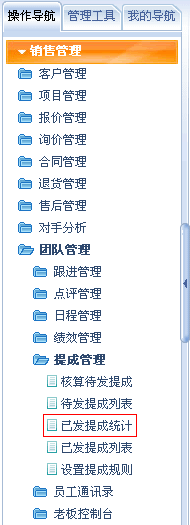 操作导航 管理工具 我的导航
销售管理
客户管理
项目管理
报价管理
询价管理
合同管理
退货管理
售后管理
对手分析
团队管理
跟进管理
点评管理
日程管理
绩效管理
提成管理
核算待发提成
待发提成列表
已发提成统计
已发提成列表
设置提成规则
员工通讯录
老板控制台